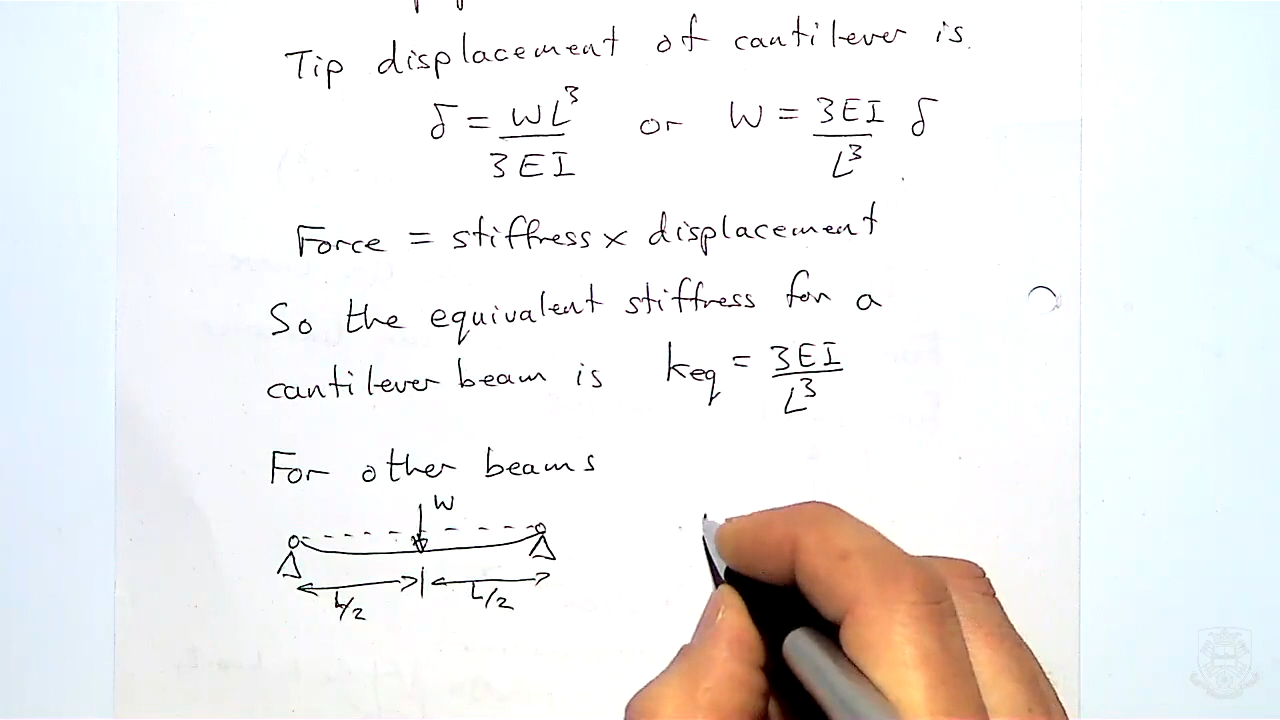 Tip displacement of cantilever is
δ = WL³/3EI or W = 3EI/L³ δ
Force = stiffness x displacement
So the equivalent stiffness for a
cantilever beam is keq = 3EI/L³
For other beams
W
L/2 L/2